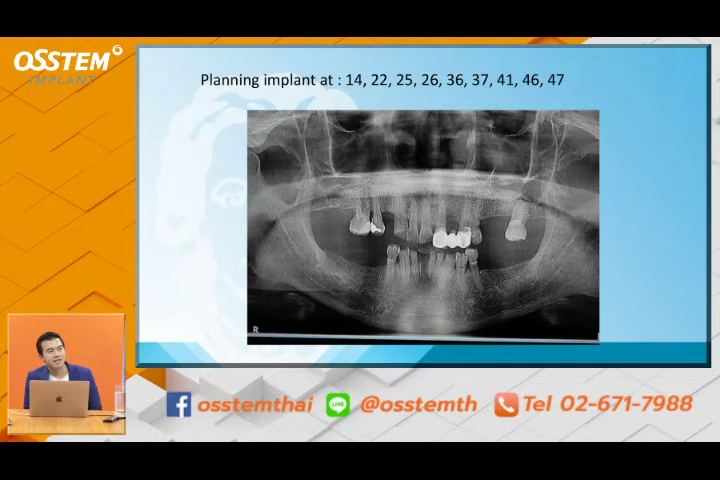 OSSTEM
IMPLANT
Planning implant at : 14, 22, 25, 26, 36, 37, 41, 46, 47
R
osstemthai LINE @osstemth Tel 02-671-7988